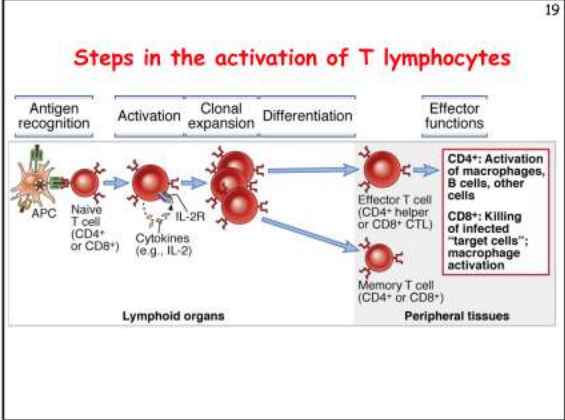 19
Steps in the activation of T lymphocytes
Antigen
recognition
Activation
Clonal
expansion
Differentiation
Effector
functions
APC
Naive
T cell
(CD4+
or CD8+)
IL-2R
Cytokines
(e.g., IL-2)
Effector T cell
(CD4+ helper
or CD8+ CTL)
Memory T cell
(CD4+ or CD8+)
CD4+: Activation
of macrophages,
B cells, other
cells
CD8+: Killing
of infected
"target cells";
macrophage
activation
Lymphoid organs
Peripheral tissues